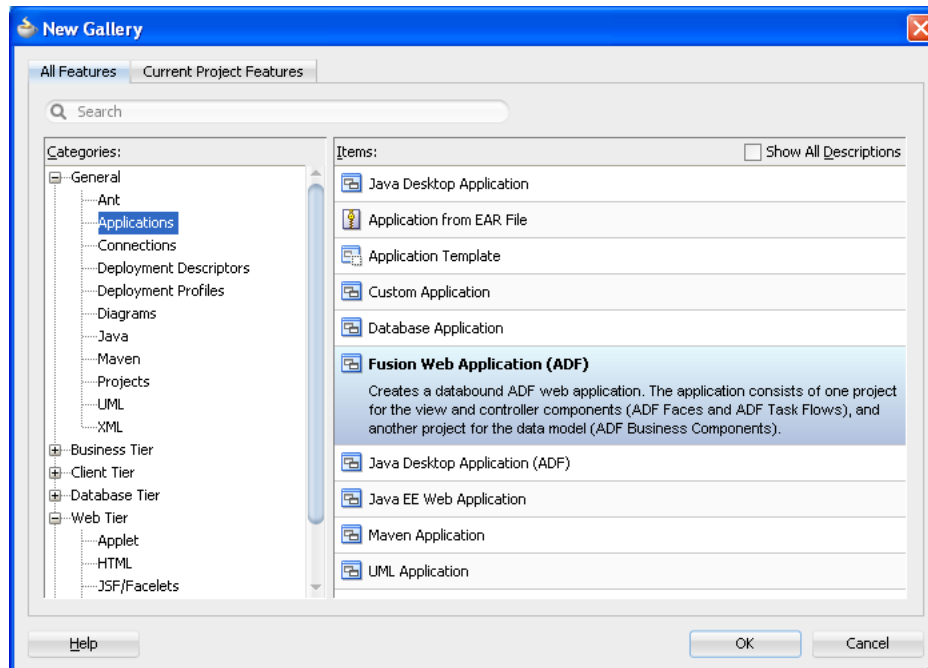 New Gallery
All Features
Current Project Features
Search
Categories:
General
Ant
Applications
Connections
Deployment Descriptors
Deployment Profiles
Diagrams
Java
Maven
Projects
UML
XML
Business Tier
Client Tier
Database Tier
Web Tier
Applet
HTML
JSF/Facelets
Items:
Show All Descriptions
Java Desktop Application
Application from EAR File
Application Template
Custom Application
Database Application
Fusion Web Application (ADF)
Creates a databound ADF web application. The application consists of one project
for the view and controller components (ADF Faces and ADF Task Flows), and
another project for the data model (ADF Business Components).
Java Desktop Application (ADF)
Java EE Web Application
Maven Application
UML Application
Help
OK
Cancel